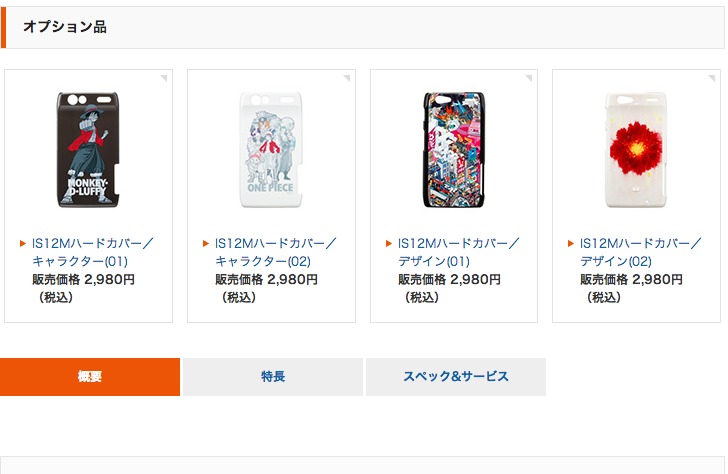 オプション品
MONKEY・
D・LUFFY
ONE PIECE
IS12Mハードカバー／
キャラクター(01)
販売価格 2,980円
（税込）
IS12Mハードカバー／
キャラクター(02)
販売価格 2,980円
（税込）
IS12Mハードカバー／
デザイン(01)
販売価格 2,980円
（税込）
IS12Mハードカバー／
デザイン(02)
販売価格 2,980円
（税込）
概要
特長
スペック&サービス